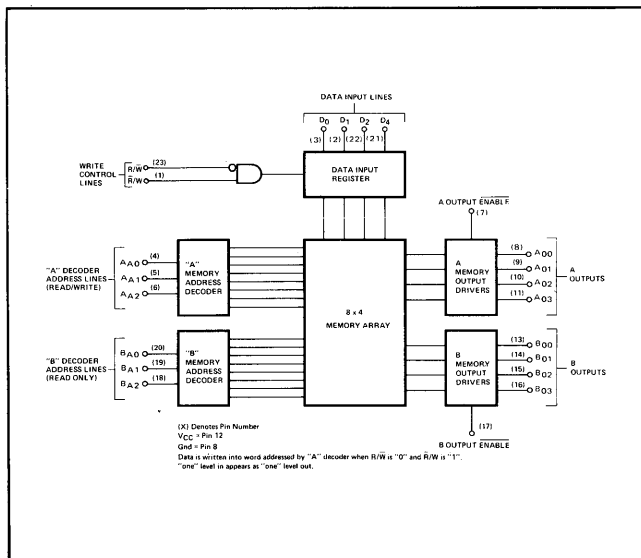 DATA INPUT LINES
D0 D1 D2 D4
(3) (2) (22) (21)
WRITE CONTROL LINES
R/W̅ (23)
R̅/W (1)
DATA INPUT REGISTER
A OUTPUT E̅N̅A̅B̅L̅E̅
(7)
"A" DECODER ADDRESS LINES (READ/WRITE)
AA0 (4)
AA1 (5)
AA2 (6)
"A" MEMORY ADDRESS DECODER
8 x 4 MEMORY ARRAY
A MEMORY OUTPUT DRIVERS
(8) A00
(9) A01
(10) A02
(11) A03
A OUTPUTS
"B" DECODER ADDRESS LINES (READ ONLY)
BA0 (20)
BA1 (19)
BA2 (18)
"B" MEMORY ADDRESS DECODER
B MEMORY OUTPUT DRIVERS
(13) B00
(14) B01
(15) B02
(16) B03
B OUTPUTS
(17)
B OUTPUT E̅N̅A̅B̅L̅E̅
(X) Denotes Pin Number
VCC = Pin 12
Gnd = Pin 8
Data is written into word addressed by "A" decoder when R/W̅ is "0" and R̅/W is "1".
"one" level in appears as "one" level out.